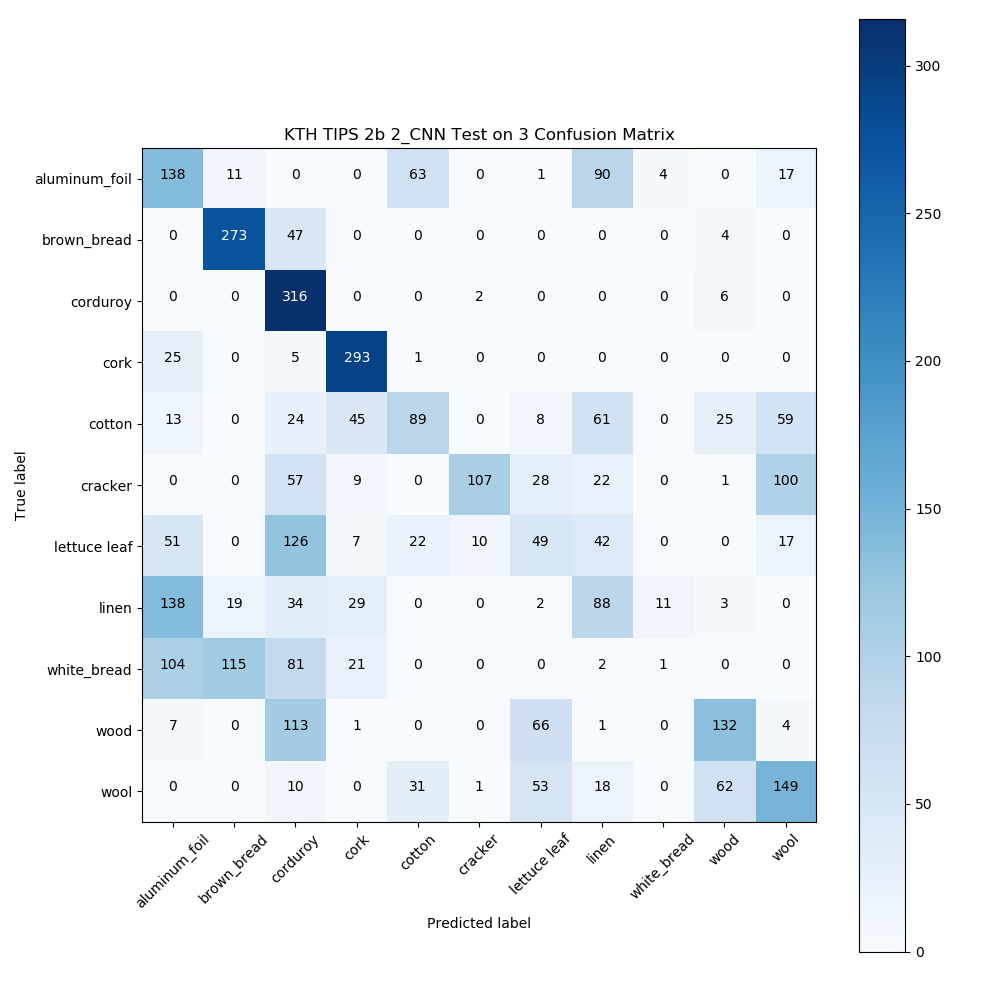 KTH TIPS 2b 2_CNN Test on 3 Confusion Matrix
aluminum_foil 138 11 0 0 63 0 1 90 4 0 17
brown_bread 0 273 47 0 0 0 0 0 0 4 0
corduroy 0 0 316 0 0 2 0 0 0 6 0
cork 25 0 5 293 1 0 0 0 0 0 0
cotton 13 0 24 45 89 0 8 61 0 25 59
cracker 0 0 57 9 0 107 28 22 0 1 100
lettuce leaf 51 0 126 7 22 10 49 42 0 0 17
linen 138 19 34 29 0 0 2 88 11 3 0
white_bread 104 115 81 21 0 0 0 2 1 0 0
wood 7 0 113 1 0 0 66 1 0 132 4
wool 0 0 10 0 31 1 53 18 0 62 149
aluminum_foil brown_bread corduroy cork cotton cracker lettuce leaf linen white_bread wood wool
Predicted label
True label
300
250
200
150
100
50
0